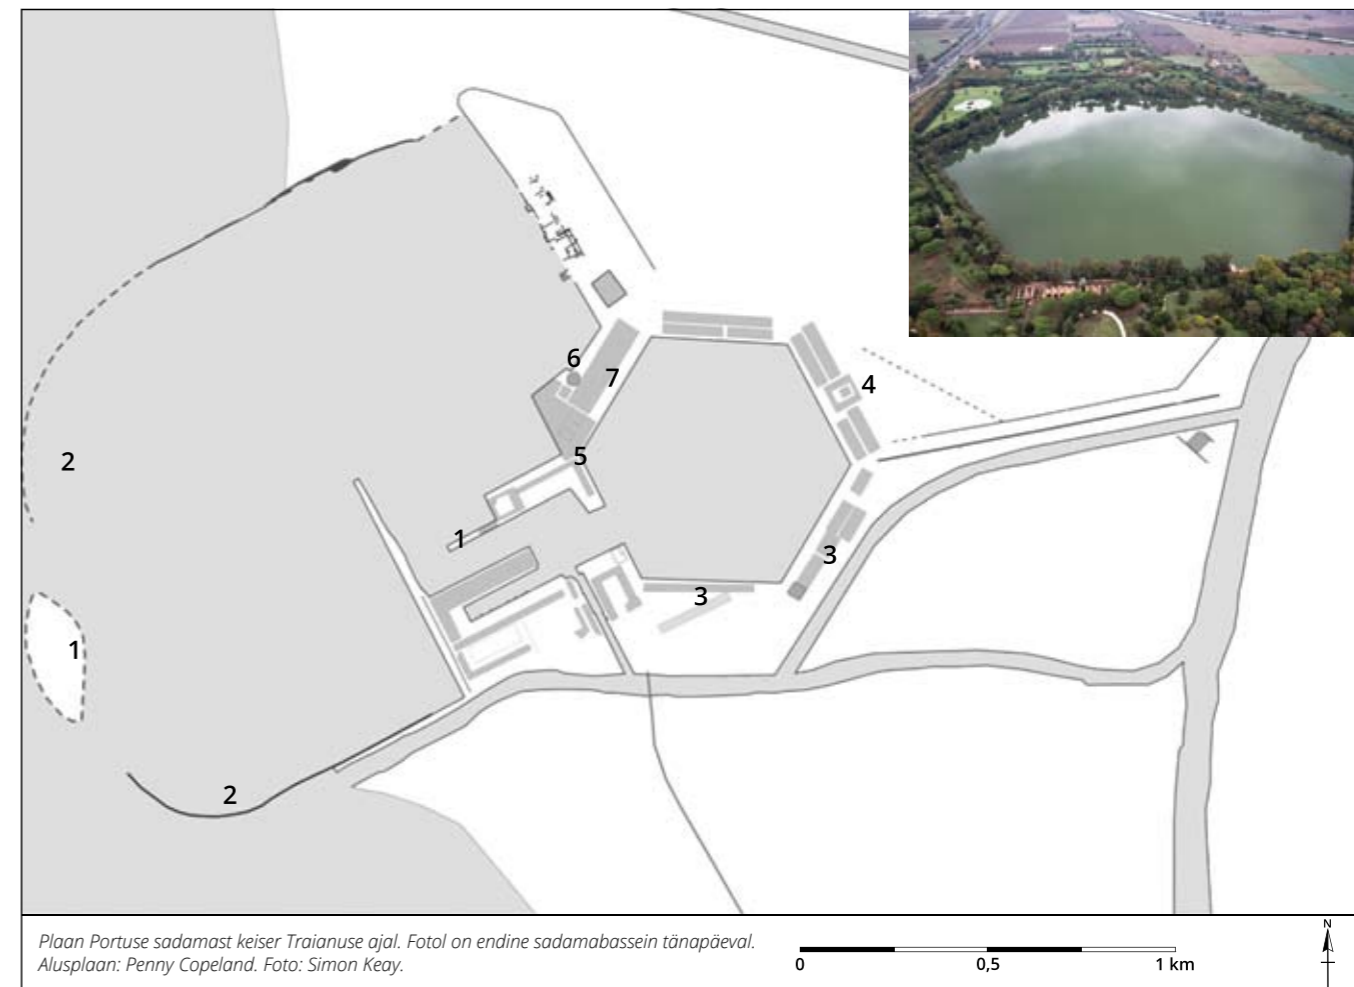 6
7
4
5
2
1
3
3
1
2
N
Plaan Portuse sadamast keiser Traianuse ajal. Fotol on endine sadamabassein tänapäeval.
Alusplaan: Penny Copeland. Foto: Simon Keay.
0 0,5 1 km